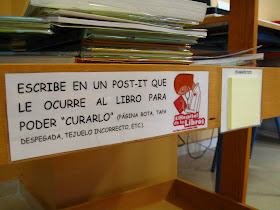 ESCRIBE EN UN POST-IT QUE
LE OCURRE AL LIBRO PARA
PODER "CURARLO" (PÁGINA ROTA, TAPA
DESPEGADA, TEJUELO INCORRECTO, ETC.)
ElHospital
de los
Libros